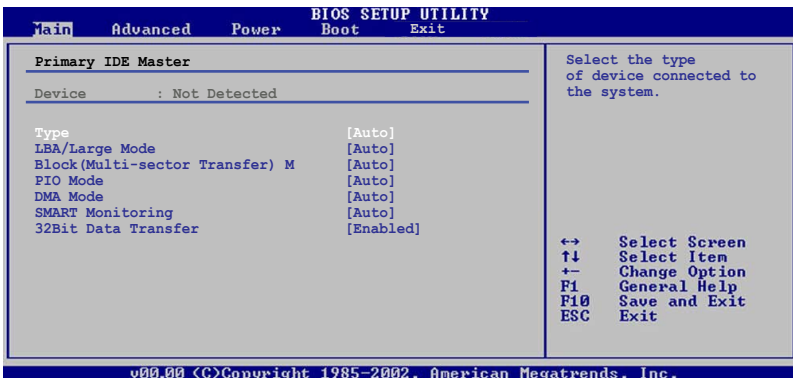 BIOS SETUP UTILITY
Main Advanced Power Boot Exit
Primary IDE Master
Device : Not Detected
Type [Auto]
LBA/Large Mode [Auto]
Block(Multi-sector Transfer) M [Auto]
PIO Mode [Auto]
DMA Mode [Auto]
SMART Monitoring [Auto]
32Bit Data Transfer [Enabled]
Select the type
of device connected to
the system.
←→ Select Screen
↑↓ Select Item
+- Change Option
F1 General Help
F10 Save and Exit
ESC Exit
v00.00 (C)Copyright 1985-2002, American Megatrends, Inc.